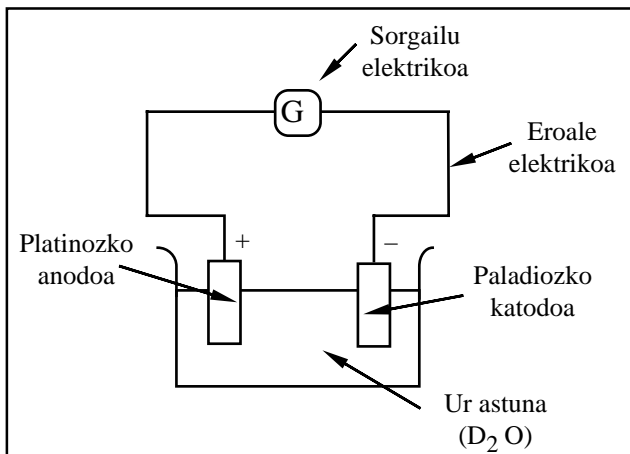 Sorgailu
elektrikoa
G
Eroale
elektrikoa
+
−
Platinozko
anodoa
Paladiozko
katodoa
Ur astuna
(D₂ O)